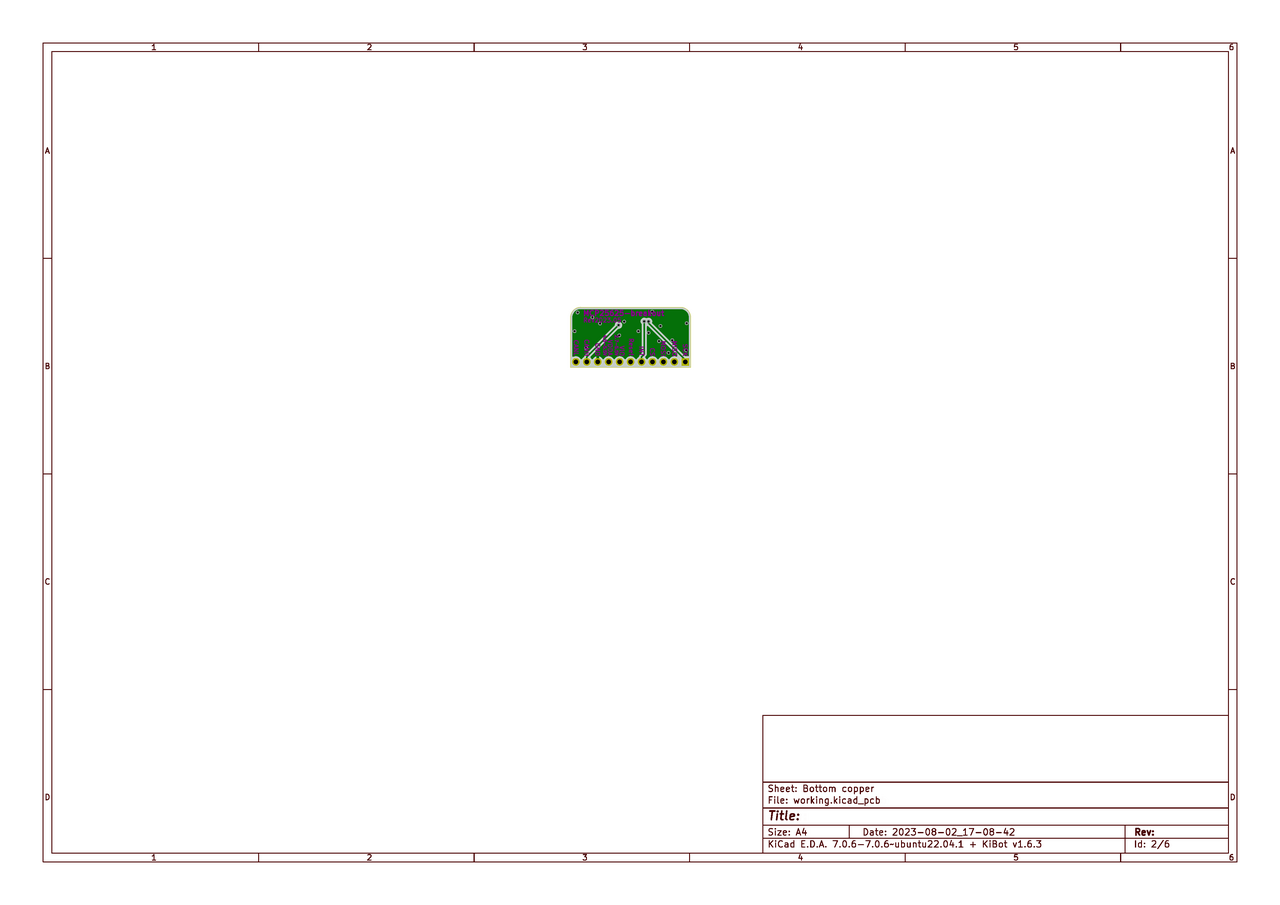 1 2 3 4 5 6
A A
B B
C C
D D
Sheet: Bottom copper
File: working.kicad_pcb
Title:
Size: A4 Date: 2023-08-02_17-08-42 Rev:
KiCad E.D.A. 7.0.6-7.0.6~ubuntu22.04.1 + KiBot v1.6.3 Id: 2/6
1 2 3 4 5 6